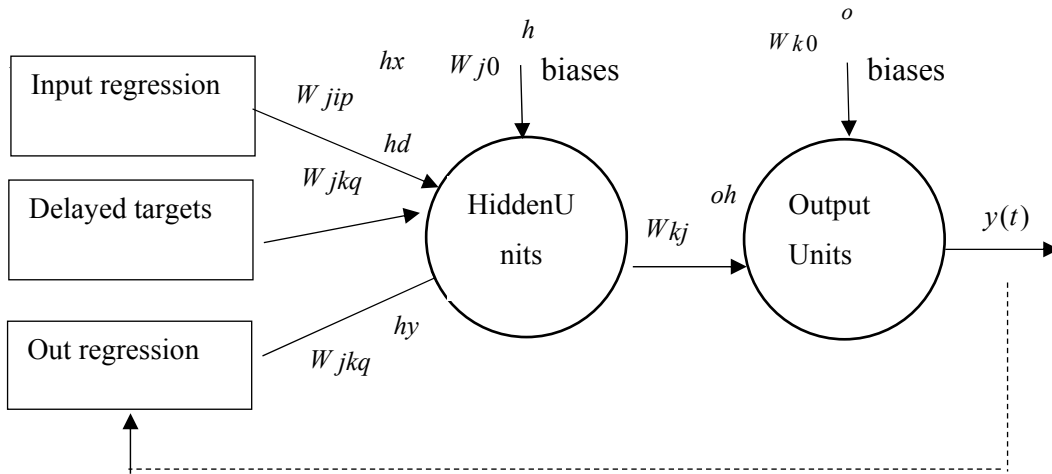 o
h
W k0
hx
W j0
biases
biases
Input regression
W jip
hd
W jkq
Delayed targets
HiddenU
nits
oh
Output
Units
W kj
y(t)
hy
Out regression
W jkq